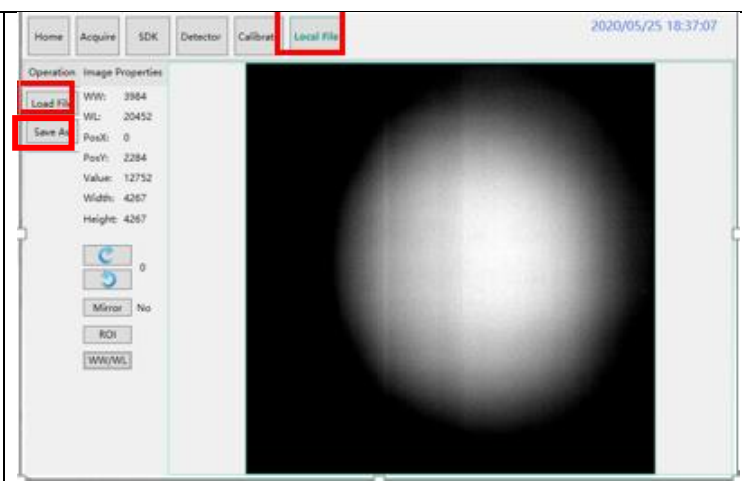 Home Acquire SDK Detector Calibrat Local File 2020/05/25 18:37:07
Operation Image Properties
Load File
Save As
WW: 3984
WL: 20452
PosX: 0
PosY: 2284
Value: 12752
Width: 4267
Height: 4267
0
Mirror No
ROI
WW/WL